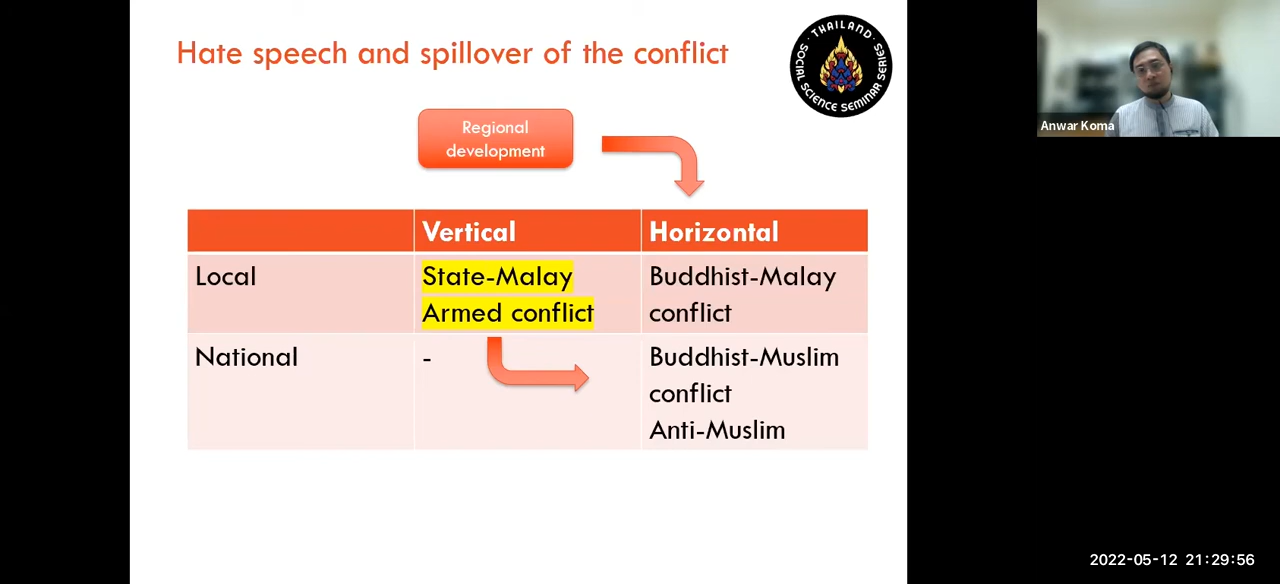 Hate speech and spillover of the conflict
THAILAND
SOCIAL SCIENCE SEMINAR SERIES
Anwar Koma
Regional
development
Vertical
Horizontal
Local
State-Malay
Armed conflict
Buddhist-Malay
conflict
National
-
Buddhist-Muslim
conflict
Anti-Muslim
2022-05-12 21:29:56